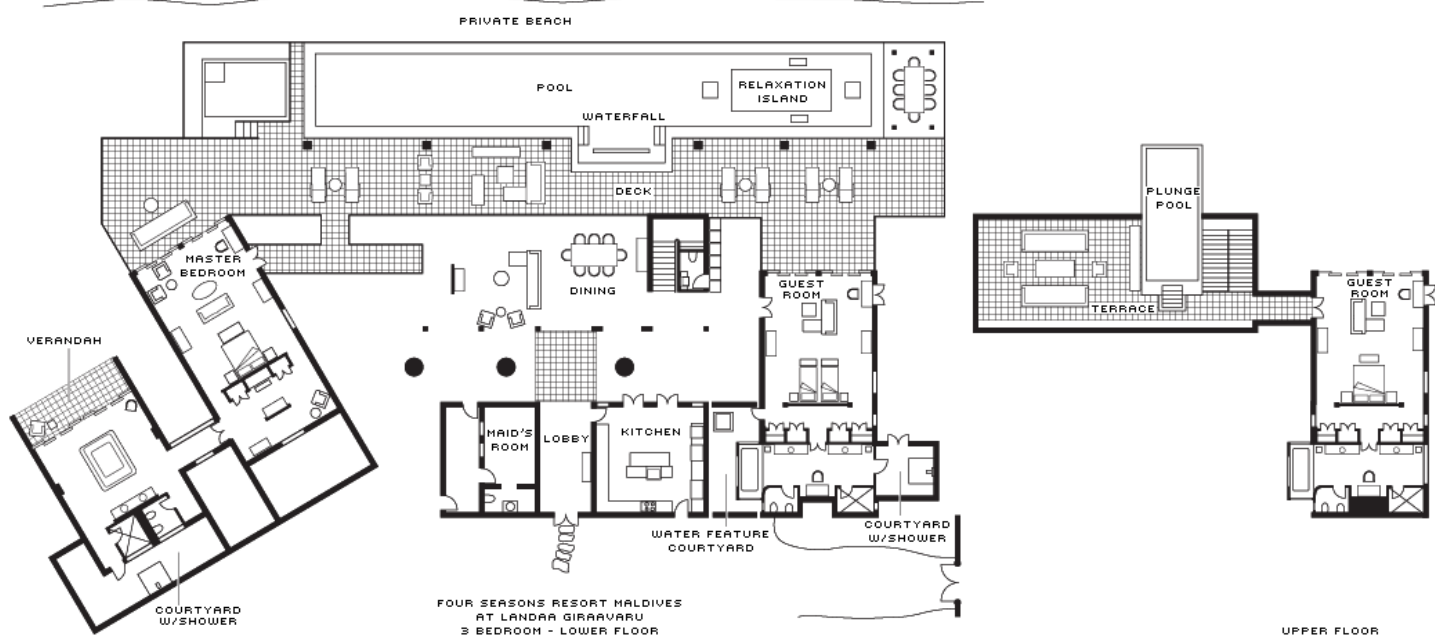 PRIVATE BEACH
POOL
RELAXATION
ISLAND
WATERFALL
DECK
PLUNGE
POOL
MASTER
BEDROOM
DINING
GUEST
ROOM
GUEST
ROOM
TERRACE
VERANDAH
MAID'S
ROOM
LOBBY
KITCHEN
WATER FEATURE
COURTYARD
COURTYARD
W/SHOWER
COURTYARD
W/SHOWER
FOUR SEASONS RESORT MALDIVES
AT LANDAA GIRAAVARU
3 BEDROOM - LOWER FLOOR
UPPER FLOOR